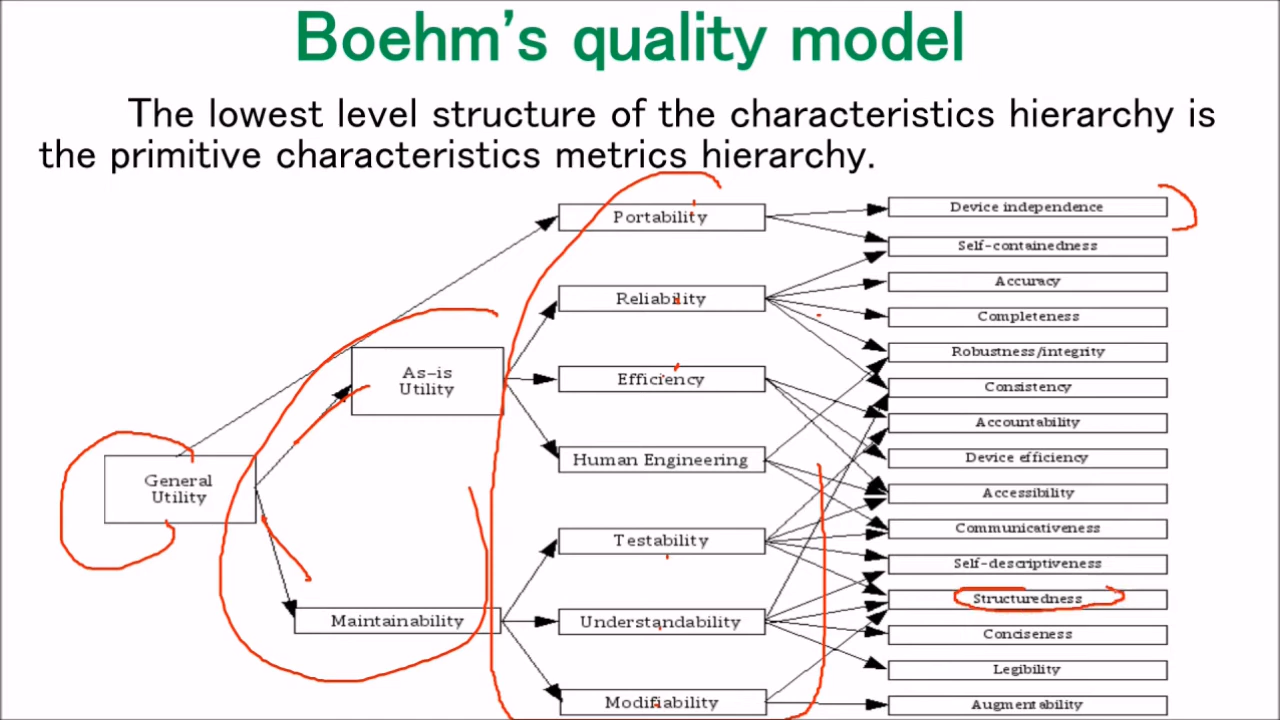 Boehm's quality model
The lowest level structure of the characteristics hierarchy is
the primitive characteristics metrics hierarchy.
General
Utility
As-is
Utility
Maintainability
Portability
Reliability
Efficiency
Human Engineering
Testability
Understandability
Modifiability
Device independence
Self-containedness
Accuracy
Completeness
Robustness/integrity
Consistency
Accountability
Device efficiency
Accessibility
Communicativeness
Self-descriptiveness
Structuredness
Conciseness
Legibility
Augmentability